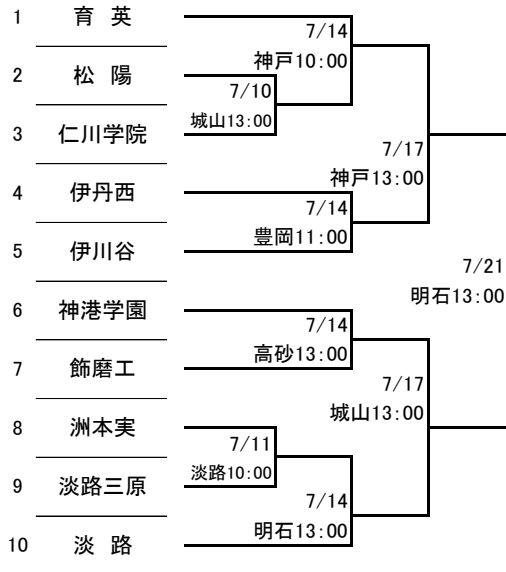 1 育 英
7/14
神戸10:00
2 松 陽
7/10
城山13:00
3 仁川学院
7/17
神戸13:00
4 伊丹西
7/14
豊岡11:00
5 伊川谷
7/21
明石13:00
6 神港学園
7/14
高砂13:00
7 飾磨工
7/17
城山13:00
8 洲本実
7/11
淡路10:00
9 淡路三原
7/14
明石13:00
10 淡 路